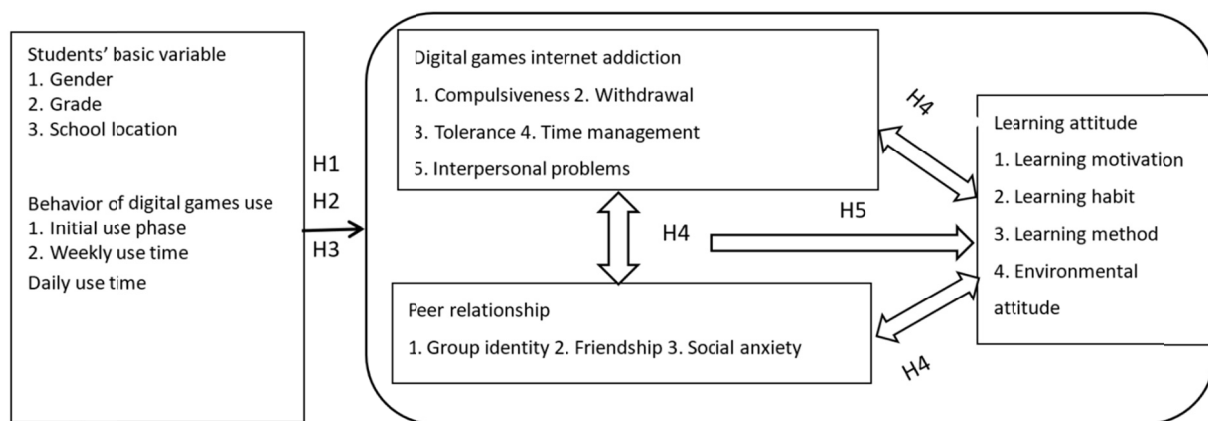 Students' basic variable
1. Gender
2. Grade
3. School location
Behavior of digital games use
1. Initial use phase
2. Weekly use time
Daily use time
H1
H2
H3
Digital games internet addiction
1. Compulsiveness 2. Withdrawal
3. Tolerance 4. Time management
5. Interpersonal problems
H4
H5
H4
Peer relationship
1. Group identity 2. Friendship 3. Social anxiety
H4
Learning attitude
1. Learning motivation
2. Learning habit
3. Learning method
4. Environmental
attitude